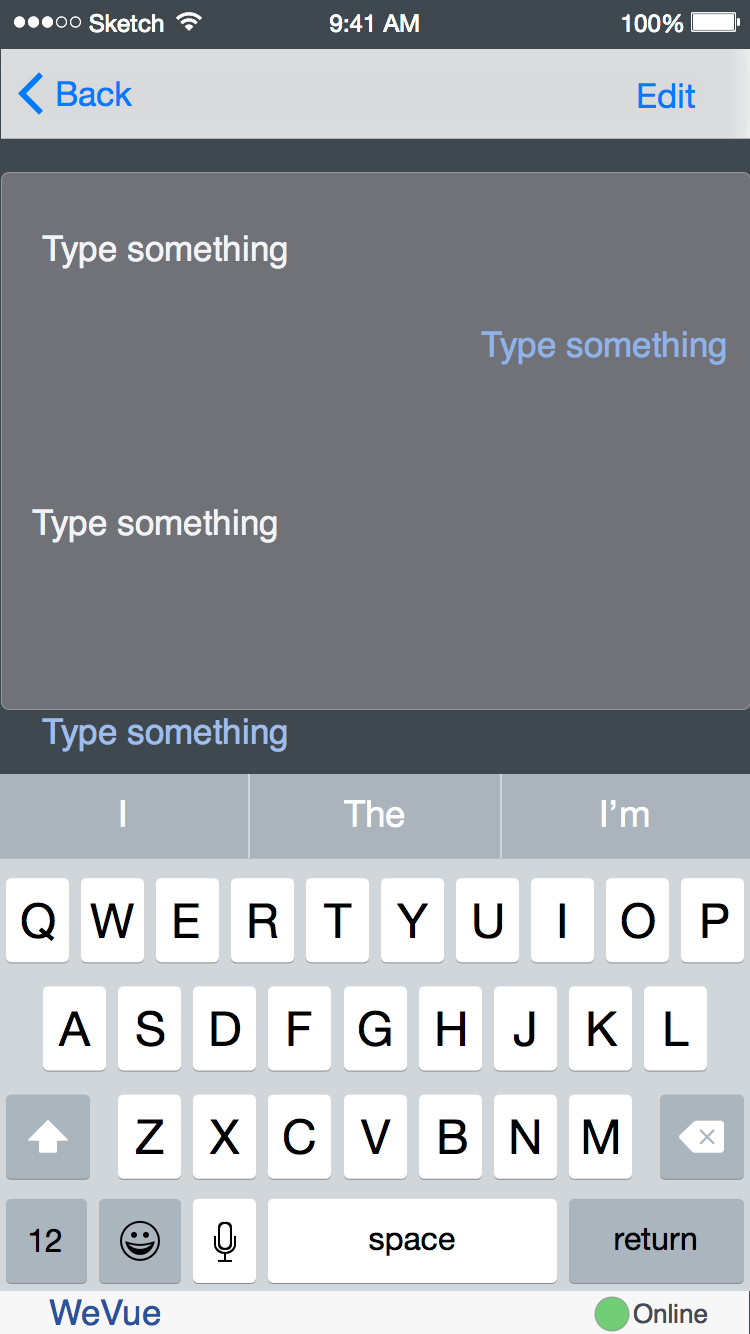 Sketch 9:41 AM 100%
Back Edit
Type something
Type something
Type something
Type something
I The I’m
Q W E R T Y U I O P
A S D F G H J K L
Z X C V B N M
12 space return
WeVue Online